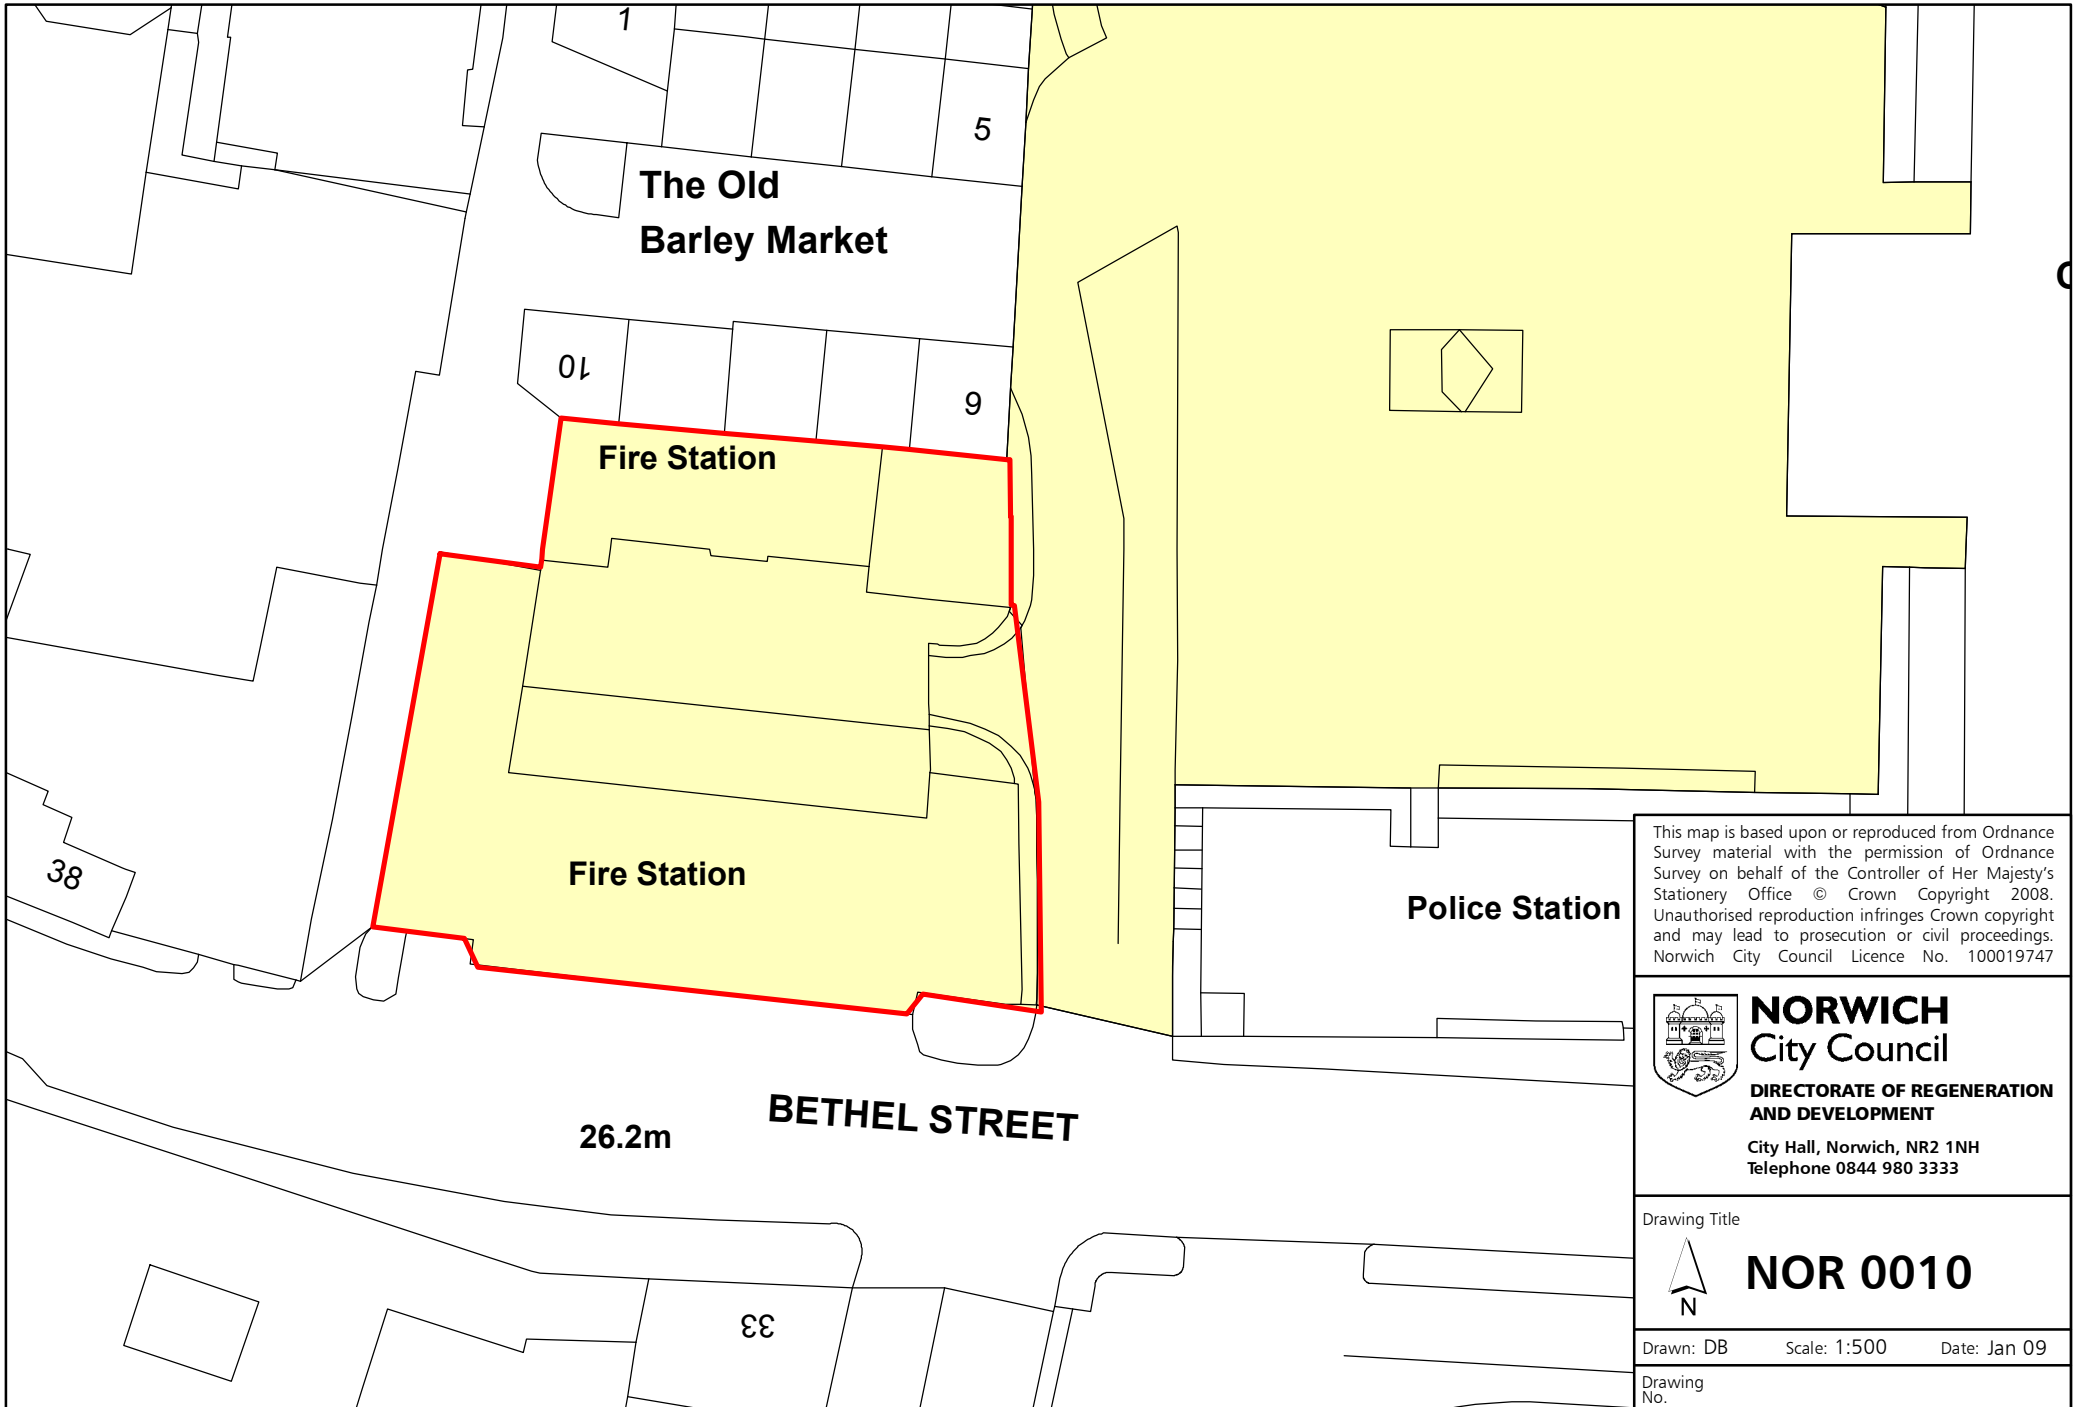 1
5
The Old
Barley Market
10
6
Fire Station
Fire Station
38
Police Station
BETHEL STREET
26.2m
33
This map is based upon or reproduced from Ordnance
Survey material with the permission of Ordnance
Survey on behalf of the Controller of Her Majesty's
Stationery Office © Crown Copyright 2008.
Unauthorised reproduction infringes Crown copyright
and may lead to prosecution or civil proceedings.
Norwich City Council Licence No. 100019747
NORWICH
City Council
DIRECTORATE OF REGENERATION
AND DEVELOPMENT
City Hall, Norwich, NR2 1NH
Telephone 0844 980 3333
Drawing Title
N
NOR 0010
Drawn: DB Scale: 1:500 Date: Jan 09
Drawing
No.